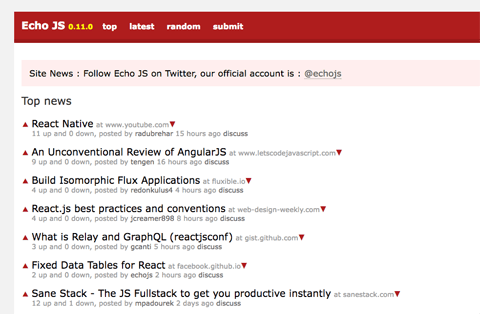 Echo JS 0.11.0 top latest random submit
Site News : Follow Echo JS on Twitter, our official account is : @echojs
Top news
▲ React Native at www.youtube.com▼
11 up and 0 down, posted by radubrehar 15 hours ago discuss
▲ An Unconventional Review of AngularJS at www.letscodejavascript.com▼
9 up and 0 down, posted by tengen 16 hours ago discuss
▲ Build Isomorphic Flux Applications at fluxible.io▼
4 up and 0 down, posted by redonkulus4 4 hours ago discuss
▲ React.js best practices and conventions at web-design-weekly.com▼
4 up and 0 down, posted by jcreamer898 8 hours ago discuss
▲ What is Relay and GraphQL (reactjsconf) at gist.github.com▼
3 up and 0 down, posted by gcanti 5 hours ago discuss
▲ Fixed Data Tables for React at facebook.github.io▼
2 up and 0 down, posted by echojs 2 hours ago discuss
▲ Sane Stack - The JS Fullstack to get you productive instantly at sanestack.com▼
12 up and 1 down, posted by mpadourek 2 days ago discuss